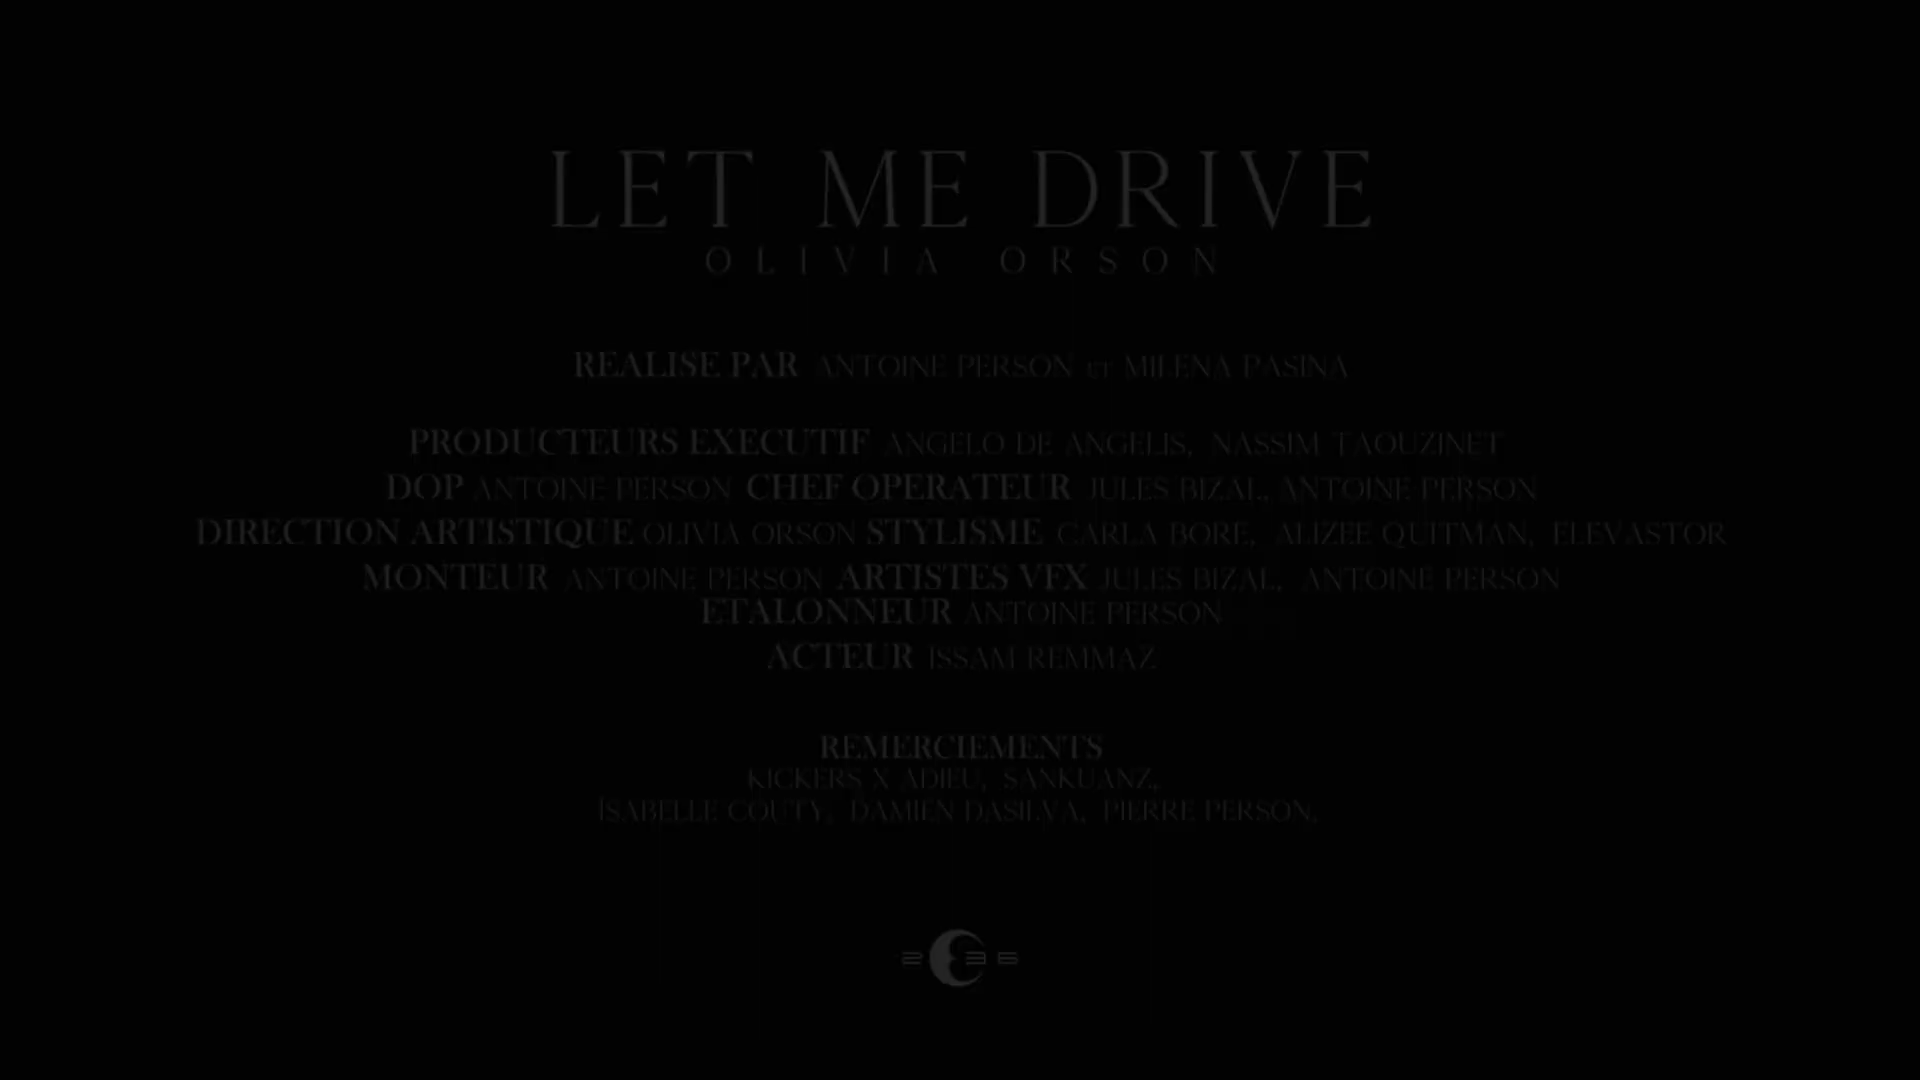 LET ME DRIVE
OLIVIA ORSON
REALISE PAR ANTOINE PERSON ET MILENA PASINA
PRODUCTEURS EXECUTIF ANGELO DE ANGELIS, NASSIM TAOUZINET
DOP ANTOINE PERSON CHEF OPERATEUR JULES BIZAL, ANTOINE PERSON
DIRECTION ARTISTIQUE OLIVIA ORSON STYLISME CARLA BORE, ALIZEE QUITMAN, ELEVASTOR
MONTEUR ANTOINE PERSON ARTISTES VFX JULES BIZAL, ANTOINE PERSON
ETALONNEUR ANTOINE PERSON
ACTEUR ISSAM REMMAZ
REMERCIEMENTS
KICKERS X ADIEU, SANKUANZ,
ISABELLE COUTY, DAMIEN DASILVA, PIERRE PERSON,